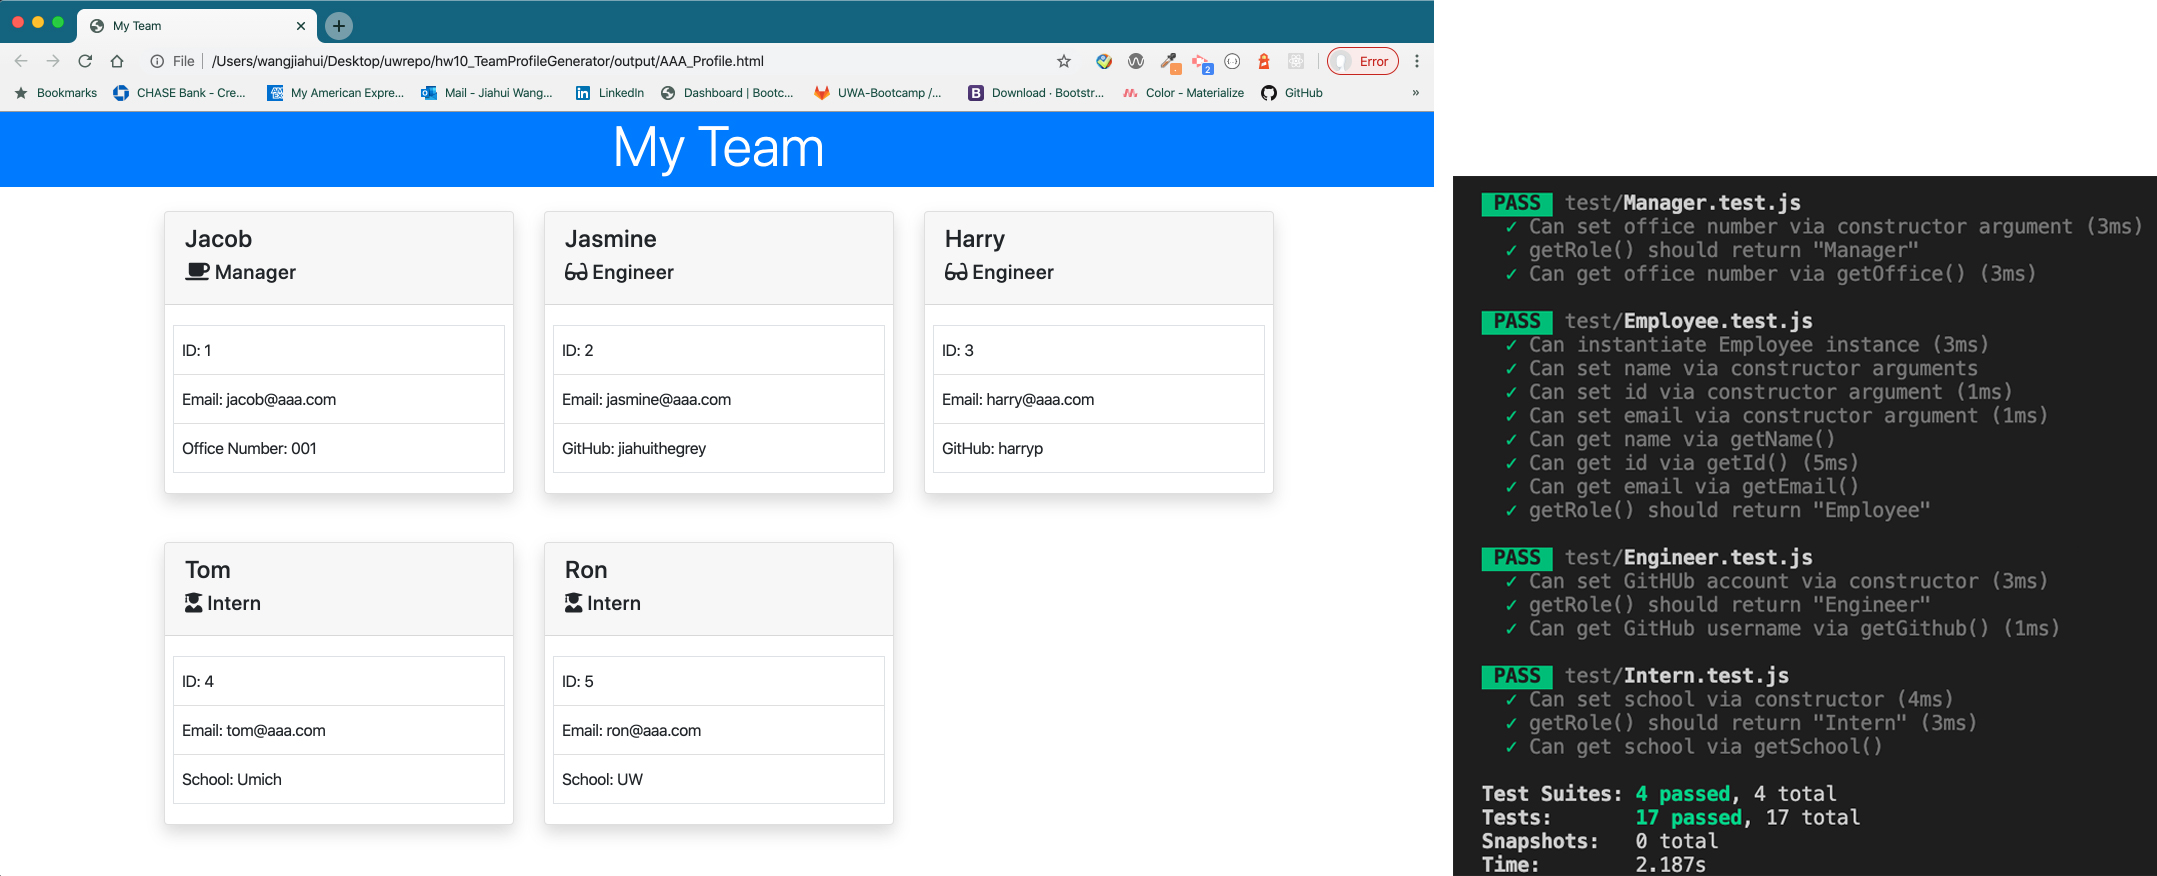 My Team
File
/Users/wangjiahui/Desktop/uwrepo/hw10_TeamProfileGenerator/output/AAA_Profile.html
2
Error
Bookmarks
CHASE Bank - Cre...
My American Expre...
Mail - Jiahui Wang...
LinkedIn
Dashboard | Bootc...
UWA-Bootcamp /...
Download · Bootstr...
Color - Materialize
GitHub
»
My Team
Jacob
Manager
ID: 1
Email: jacob@aaa.com
Office Number: 001
Jasmine
Engineer
ID: 2
Email: jasmine@aaa.com
GitHub: jiahuithegrey
Harry
Engineer
ID: 3
Email: harry@aaa.com
GitHub: harryp
Tom
Intern
ID: 4
Email: tom@aaa.com
School: Umich
Ron
Intern
ID: 5
Email: ron@aaa.com
School: UW
PASS test/Manager.test.js
✓ Can set office number via constructor argument (3ms)
✓ getRole() should return "Manager"
✓ Can get office number via getOffice() (3ms)
PASS test/Employee.test.js
✓ Can instantiate Employee instance (3ms)
✓ Can set name via constructor arguments
✓ Can set id via constructor argument (1ms)
✓ Can set email via constructor argument (1ms)
✓ Can get name via getName()
✓ Can get id via getId() (5ms)
✓ Can get email via getEmail()
✓ getRole() should return "Employee"
PASS test/Engineer.test.js
✓ Can set GitHUb account via constructor (3ms)
✓ getRole() should return "Engineer"
✓ Can get GitHub username via getGithub() (1ms)
PASS test/Intern.test.js
✓ Can set school via constructor (4ms)
✓ getRole() should return "Intern" (3ms)
✓ Can get school via getSchool()
Test Suites: 4 passed, 4 total
Tests: 17 passed, 17 total
Snapshots: 0 total
Time: 2.187s